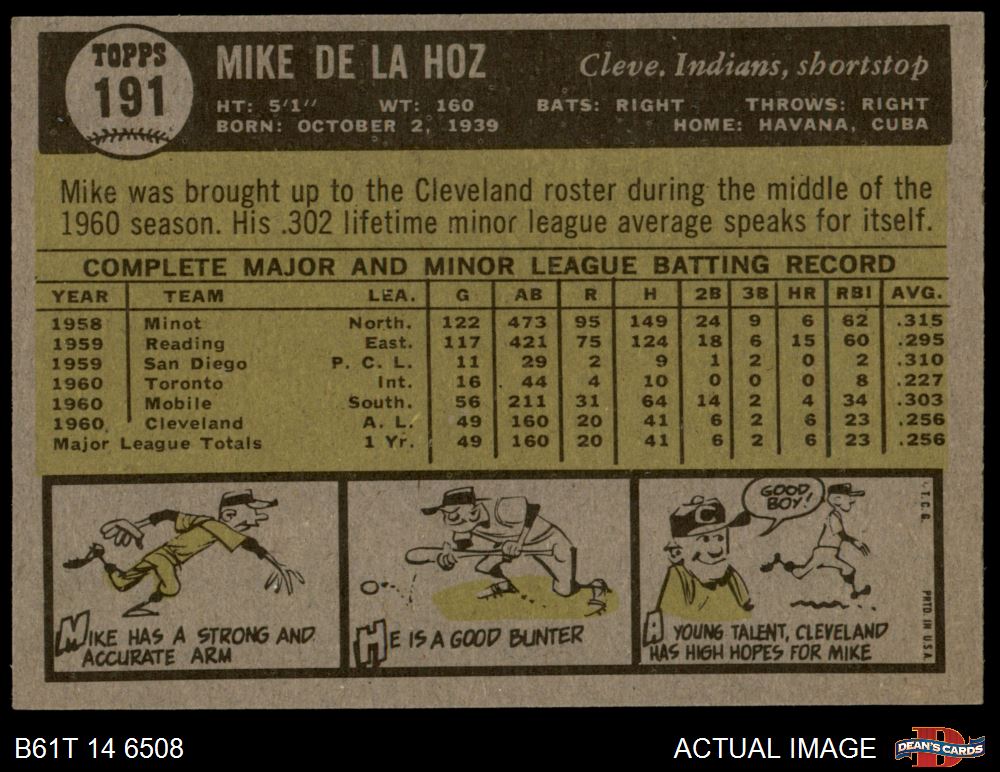 TOPPS
191
MIKE DE LA HOZ
Cleve. Indians, shortstop
HT: 5'1" WT: 160 BATS: RIGHT THROWS: RIGHT
BORN: OCTOBER 2, 1939 HOME: HAVANA, CUBA
Mike was brought up to the Cleveland roster during the middle of the
1960 season. His .302 lifetime minor league average speaks for itself.
COMPLETE MAJOR AND MINOR LEAGUE BATTING RECORD
YEAR TEAM LEA. G AB R H 2B 3B HR RBI AVG.
1958 Minot North. 122 473 95 149 24 9 6 62 .315
1959 Reading East. 117 421 75 124 18 6 15 60 .295
1959 San Diego P. C. L. 11 29 2 9 1 2 0 2 .310
1960 Toronto Int. 16 44 4 10 0 0 0 8 .227
1960 Mobile South. 56 211 31 64 14 2 4 34 .303
1960 Cleveland A. L. 49 160 20 41 6 2 6 23 .256
Major League Totals 1 Yr. 49 160 20 41 6 2 6 23 .256
MIKE HAS A STRONG AND
ACCURATE ARM
HE IS A GOOD BUNTER
C
GOOD
BOY!
A YOUNG TALENT, CLEVELAND
HAS HIGH HOPES FOR MIKE
T.C.G.
PRTD. IN U.S.A.
B61T 14 6508
ACTUAL IMAGE
D
DEAN'S CARDS